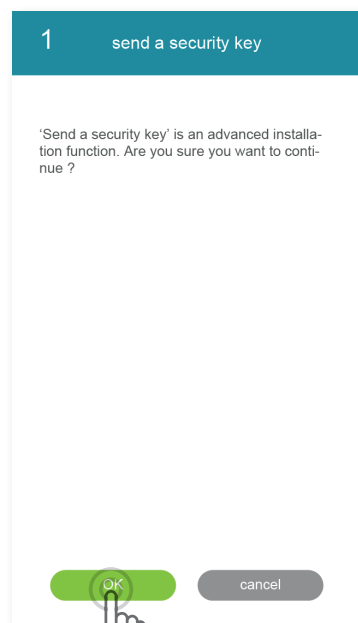 1 send a security key
‘Send a security key’ is an advanced installa-
tion function. Are you sure you want to conti-
nue ?
OK cancel